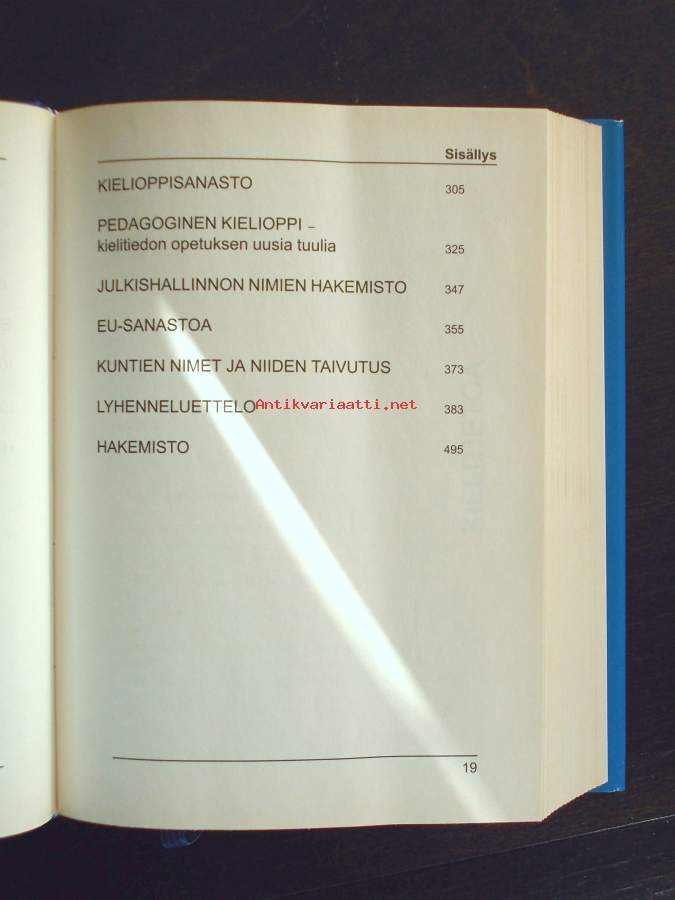 Sisällys
KIELIOPPISANASTO 305
PEDAGOGINEN KIELIOPPI –
kielitiedon opetuksen uusia tuulia 325
JULKISHALLINNON NIMIEN HAKEMISTO 347
EU-SANASTOA 355
KUNTIEN NIMET JA NIIDEN TAIVUTUS 373
LYHENNELUETTELO 383
Antikvariaatti.net
HAKEMISTO 495
19